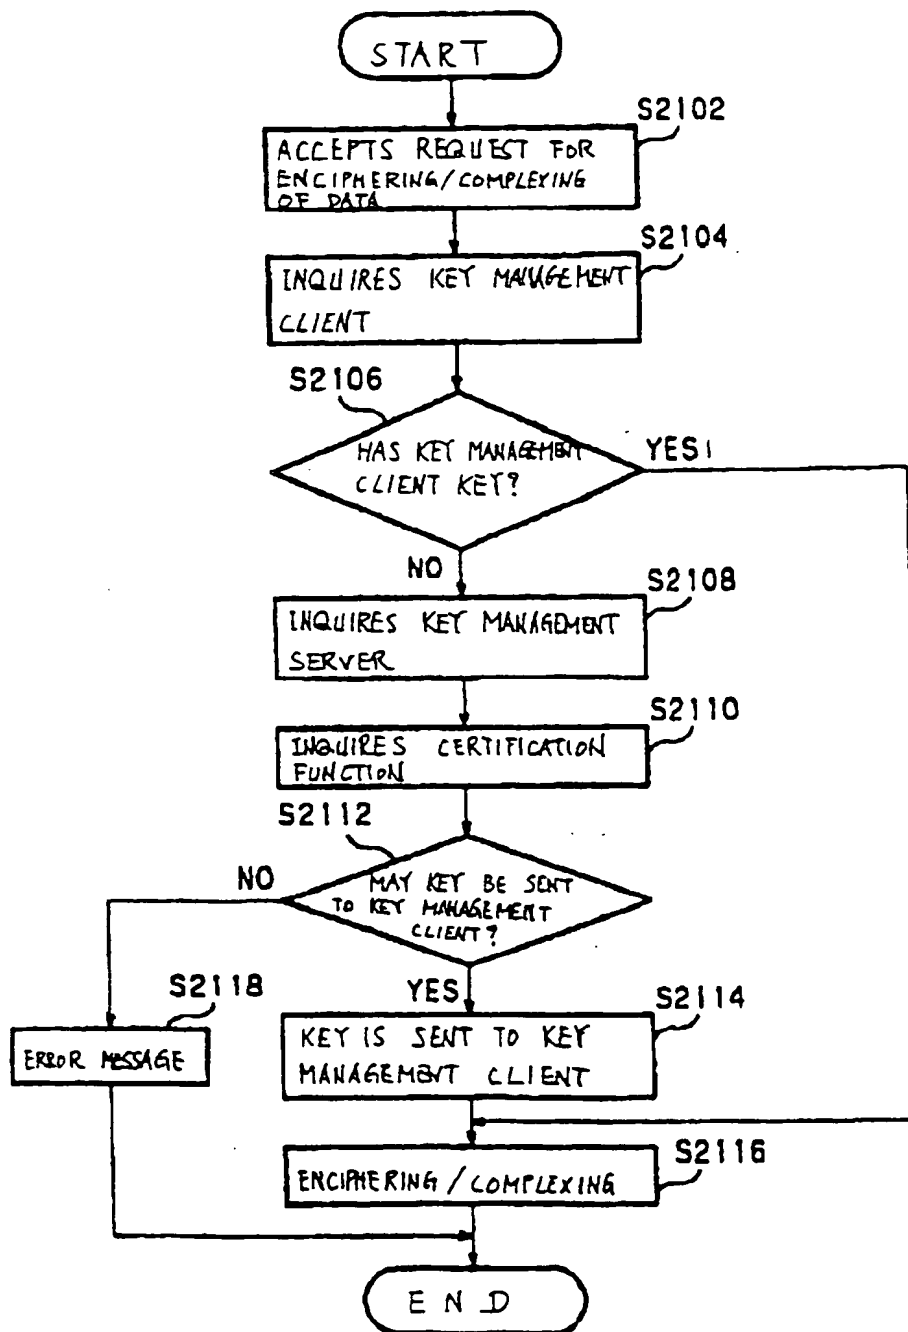 START
S2102
ACCEPTS REQUEST FOR
ENCIPHERING/COMPLEXING
OF DATA
S2104
INQUIRES KEY MANAGEMENT
CLIENT
S2106
HAS KEY MANAGEMENT
CLIENT KEY?
YES
NO
S2108
INQUIRES KEY MANAGEMENT
SERVER
S2110
INQUIRES CERTIFICATION
FUNCTION
S2112
MAY KEY BE SENT
TO KEY MANAGEMENT
CLIENT?
NO
YES
S2118
ERROR MESSAGE
S2114
KEY IS SENT TO KEY
MANAGEMENT CLIENT
S2116
ENCIPHERING/COMPLEXING
END